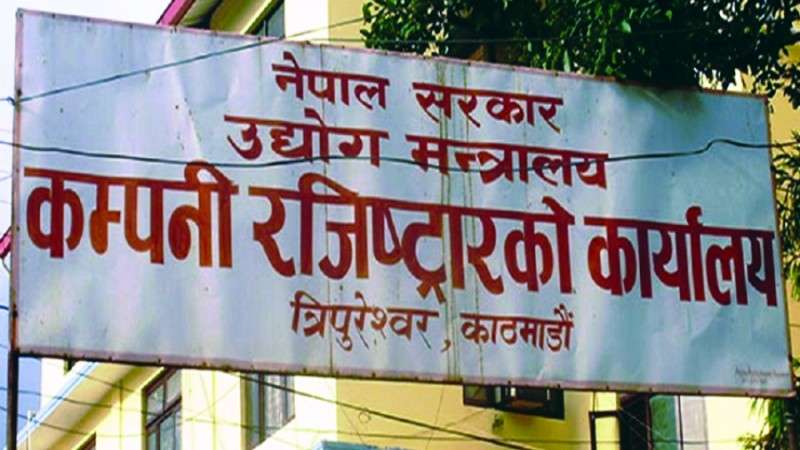 नेपाल सरकार
उद्योग मन्त्रालय
कम्पनी रजिष्ट्रारको कार्यालय
त्रिपुरेश्वर, काठमाडौं